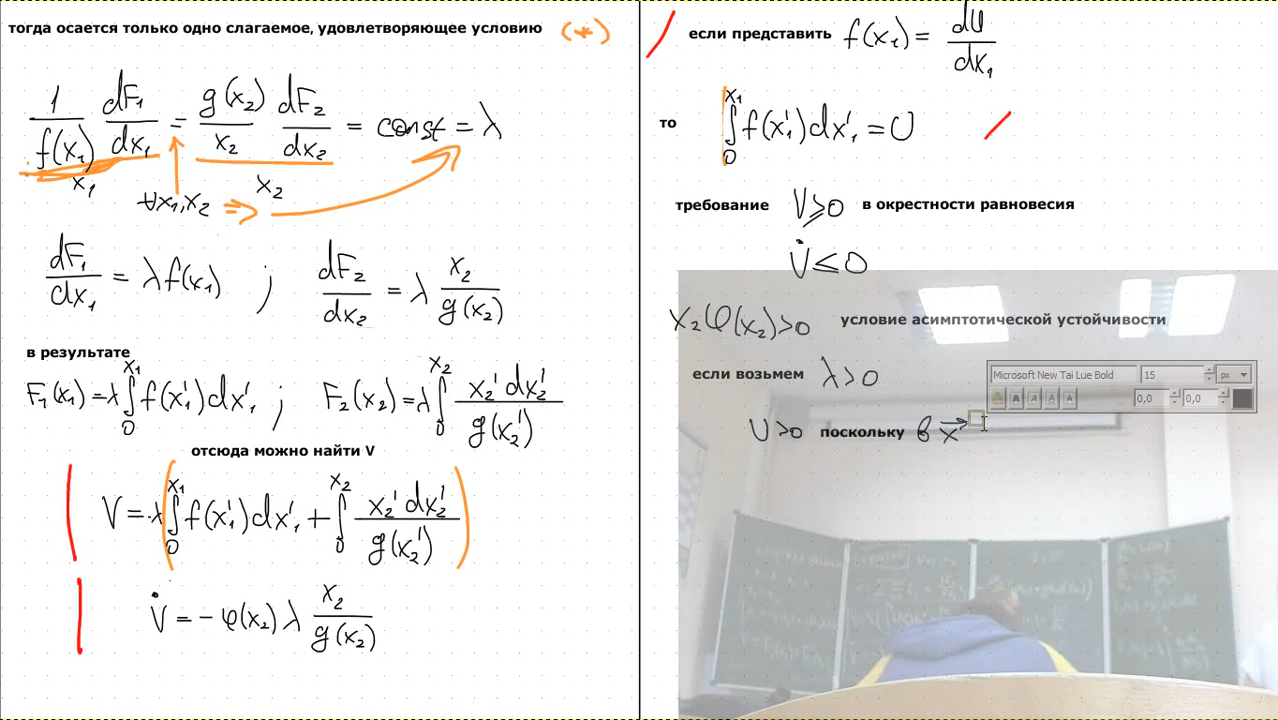 тогда осается только одно слагаемое, удовлетворяющее условию (*)
1/f(x₁) dF₁/dx₁ = g(x₂)/x₂ dF₂/dx₂ = const = λ
x₁ ∀x₁,x₂ ⇒ x₂
dF₁/dx₁ = λ f(x₁) ; dF₂/dx₂ = λ x₂/g(x₂)
в результате
F₁(x₁) = λ ∫₀^x₁ f(x₁')dx₁' ; F₂(x₂) = λ ∫₀^x₂ x₂'dx₂'/g(x₂')
отсюда можно найти V
V = λ ( ∫₀^x₁ f(x₁')dx₁' + ∫₀^x₂ x₂'dx₂'/g(x₂') )
V̇ = − φ(x₂) λ x₂/g(x₂)
если представить f(x₁) = dU/dx₁
то ∫₀^x₁ f(x₁')dx₁' = U
требование V ≥ 0 в окрестности равновесия
V̇ ≤ 0
x₂φ(x₂)>0 условие асимптотической устойчивости
если возьмем λ>0
U>0 поскольку в x→
Microsoft New Tai Lue Bold 15 px
A A A A A 0,0 0,0